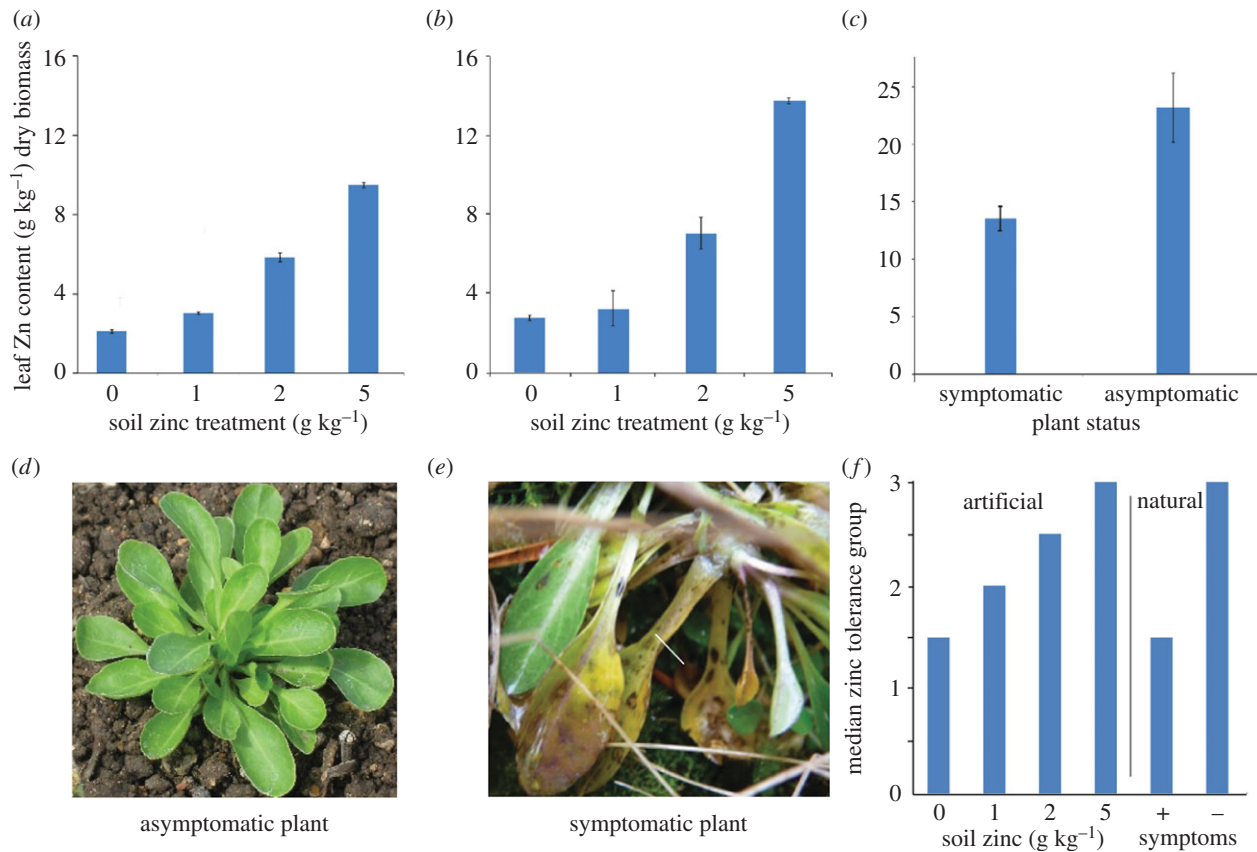 (a)
(b)
(c)
leaf Zn content (g kg⁻¹) dry biomass
16
12
8
4
0
0 1 2 5
soil zinc treatment (g kg⁻¹)
16
12
8
4
0
0 1 2 5
soil zinc treatment (g kg⁻¹)
25
20
15
10
5
0
symptomatic asymptomatic
plant status
(d)
(e)
(f)
asymptomatic plant
symptomatic plant
median zinc tolerance group
3
2
1
0
artificial natural
0 1 2 5 + –
soil zinc (g kg⁻¹) symptoms